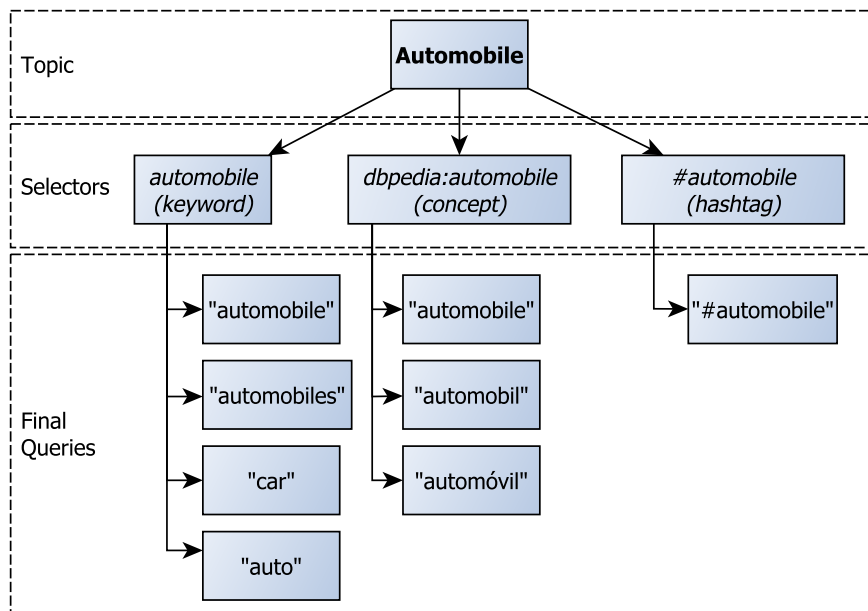 Topic
Automobile
Selectors
automobile
(keyword)
dbpedia:automobile
(concept)
#automobile
(hashtag)
Final
Queries
"automobile"
"automobiles"
"car"
"auto"
"automobile"
"automobil"
"automóvil"
"#automobile"